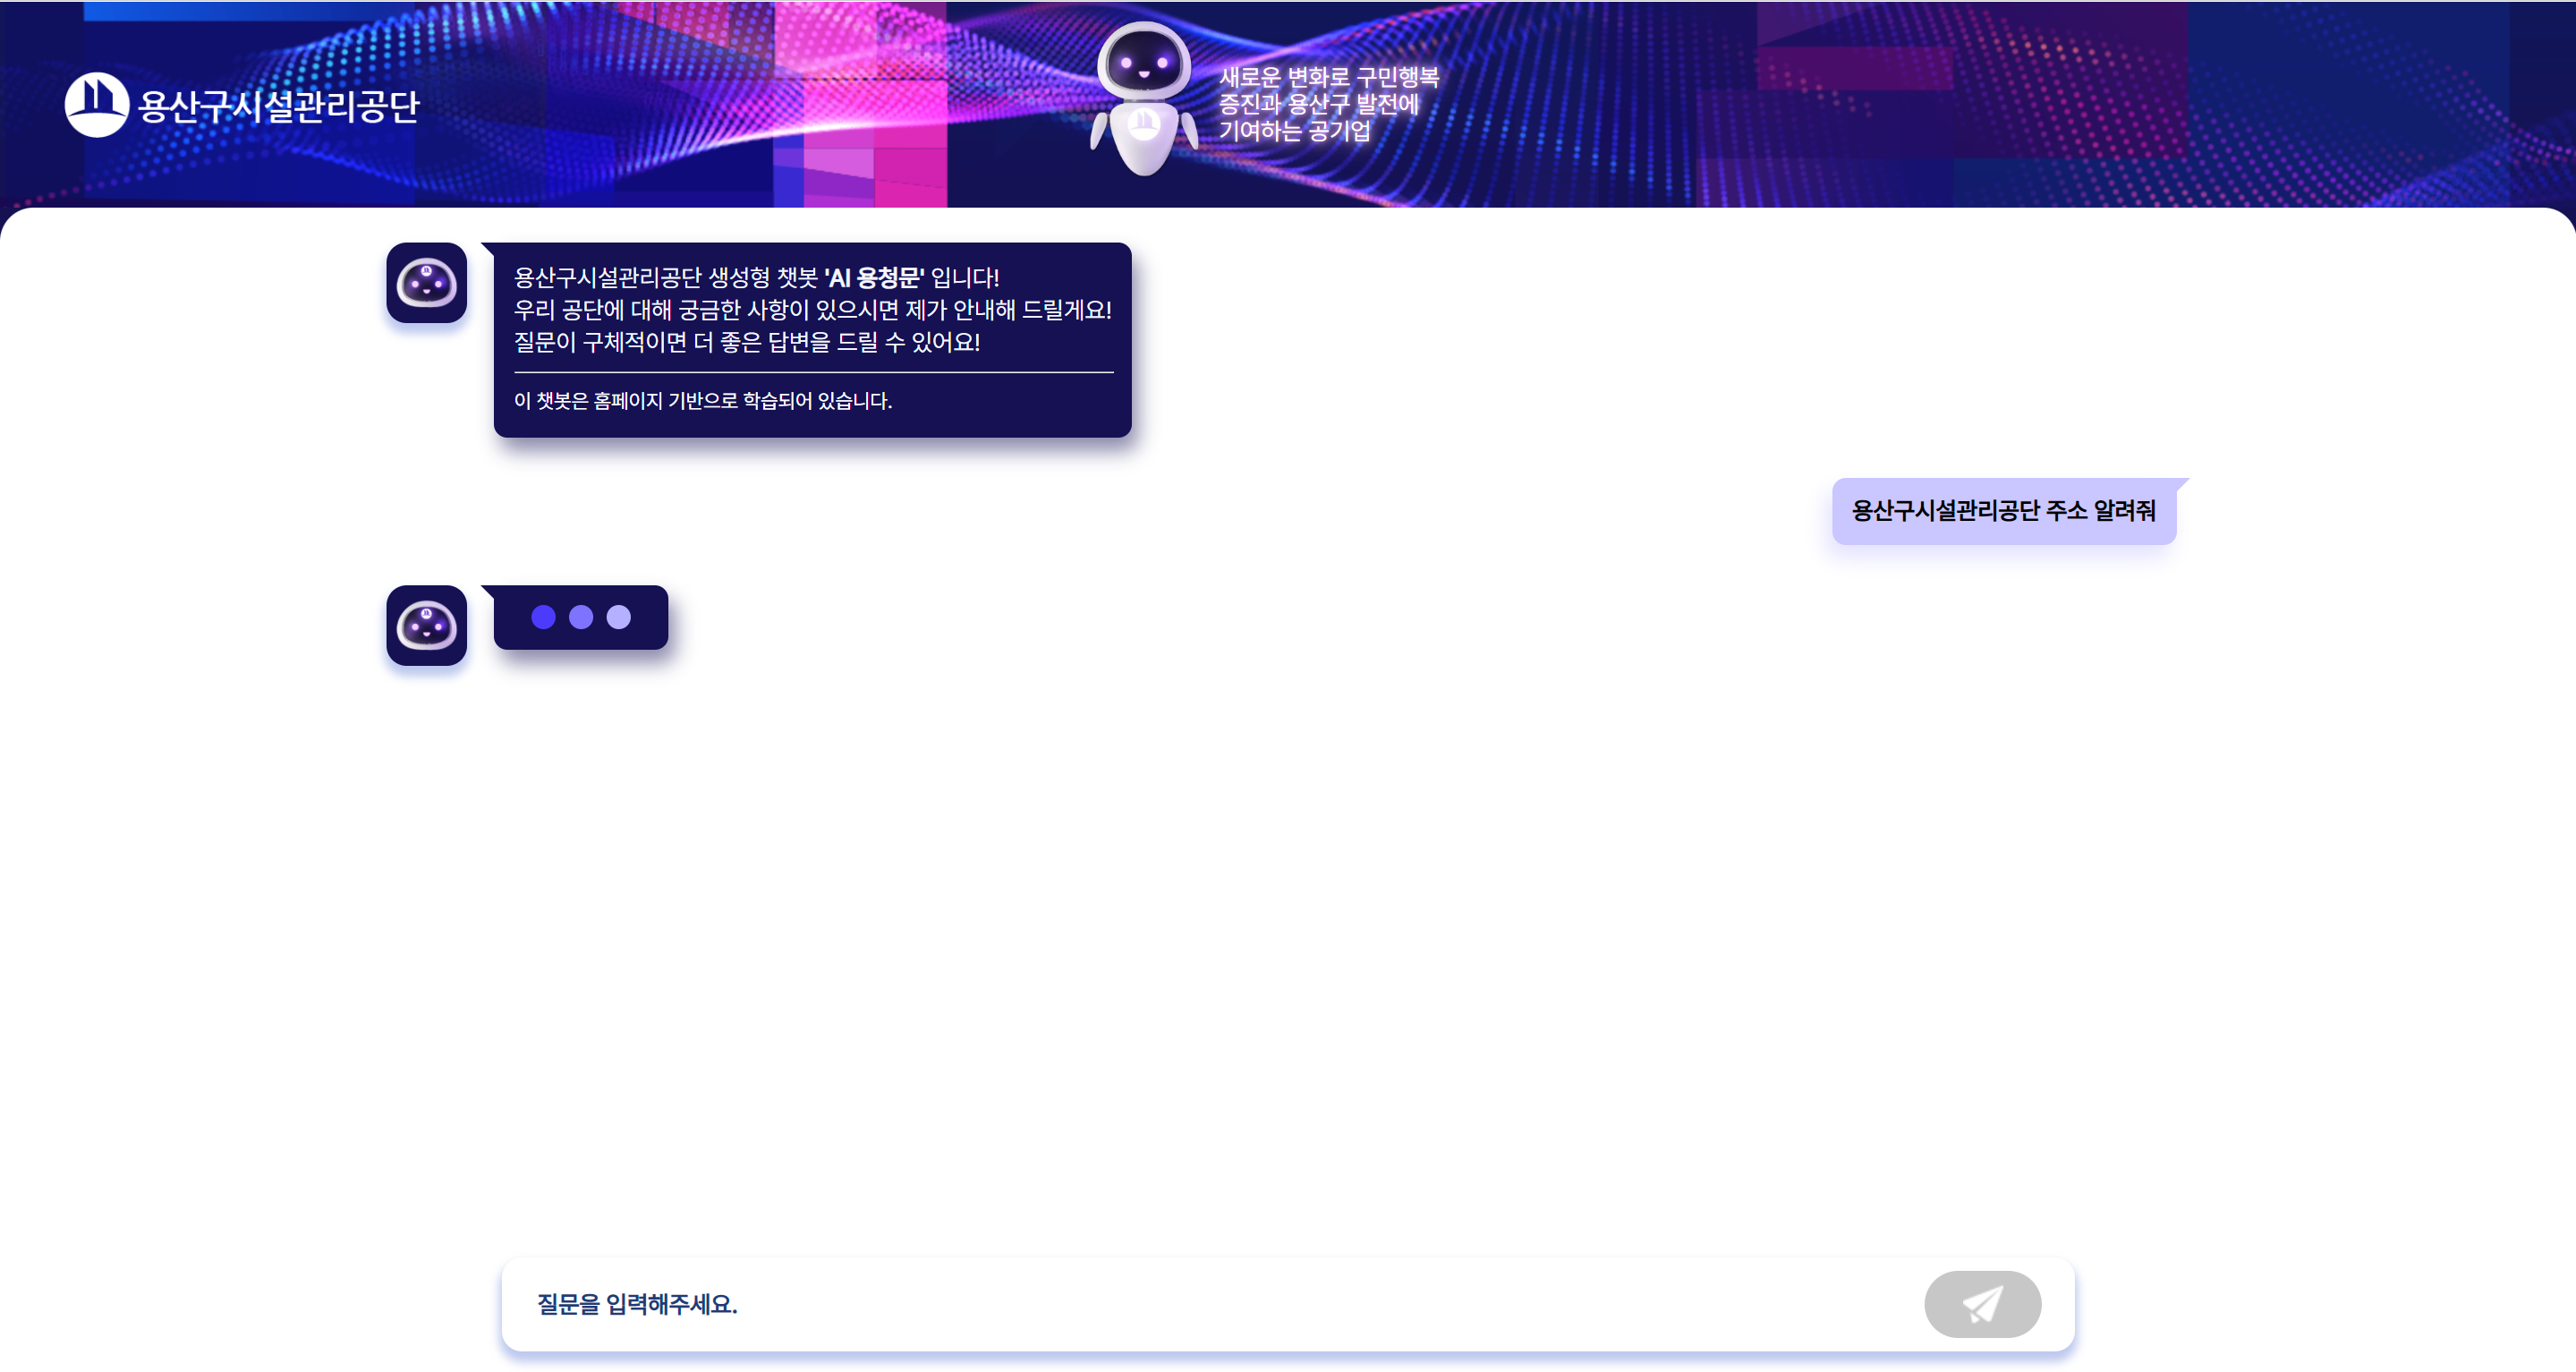 용산구시설관리공단
새로운 변화로 구민행복
증진과 용산구 발전에
기여하는 공기업
용산구시설관리공단 생성형 챗봇 'AI 용청문' 입니다!
우리 공단에 대해 궁금한 사항이 있으시면 제가 안내해 드릴게요!
질문이 구체적이면 더 좋은 답변을 드릴 수 있어요!
이 챗봇은 홈페이지 기반으로 학습되어 있습니다.
용산구시설관리공단 주소 알려줘
질문을 입력해주세요.